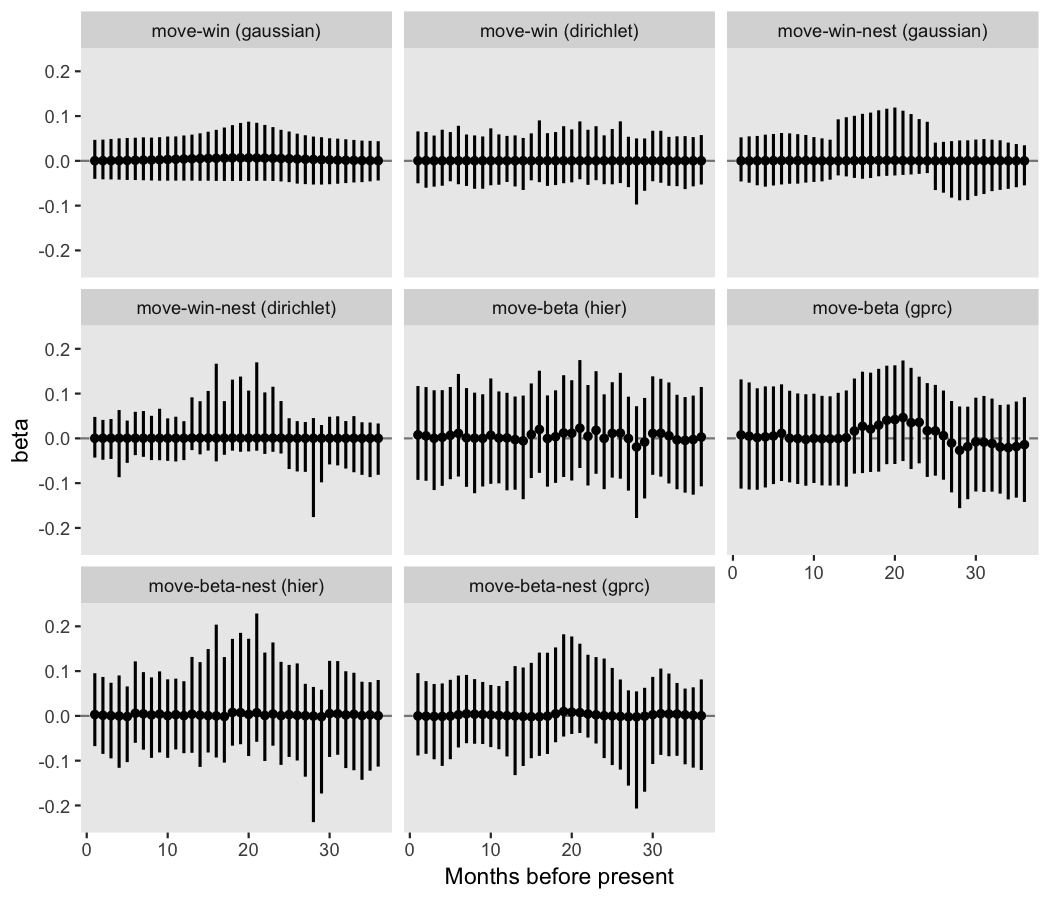 move-win (gaussian)
move-win (dirichlet)
move-win-nest (gaussian)
0.2
0.1
0.0
-0.1
-0.2
move-win-nest (dirichlet)
move-beta (hier)
move-beta (gprc)
0.2
0.1
0.0
-0.1
-0.2
0 10 20 30
move-beta-nest (hier)
move-beta-nest (gprc)
0.2
0.1
0.0
-0.1
-0.2
0 10 20 30
0 10 20 30
beta
Months before present